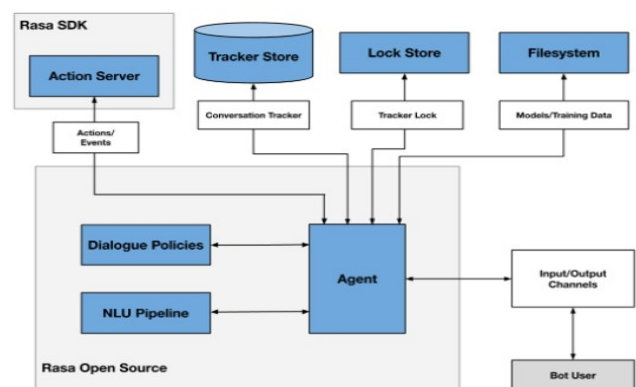 Rasa SDK
Action Server
Tracker Store
Lock Store
Filesystem
Actions/
Events
Conversation Tracker
Tracker Lock
Models/Training Data
Dialogue Policies
NLU Pipeline
Agent
Input/Output
Channels
Rasa Open Source
Bot User